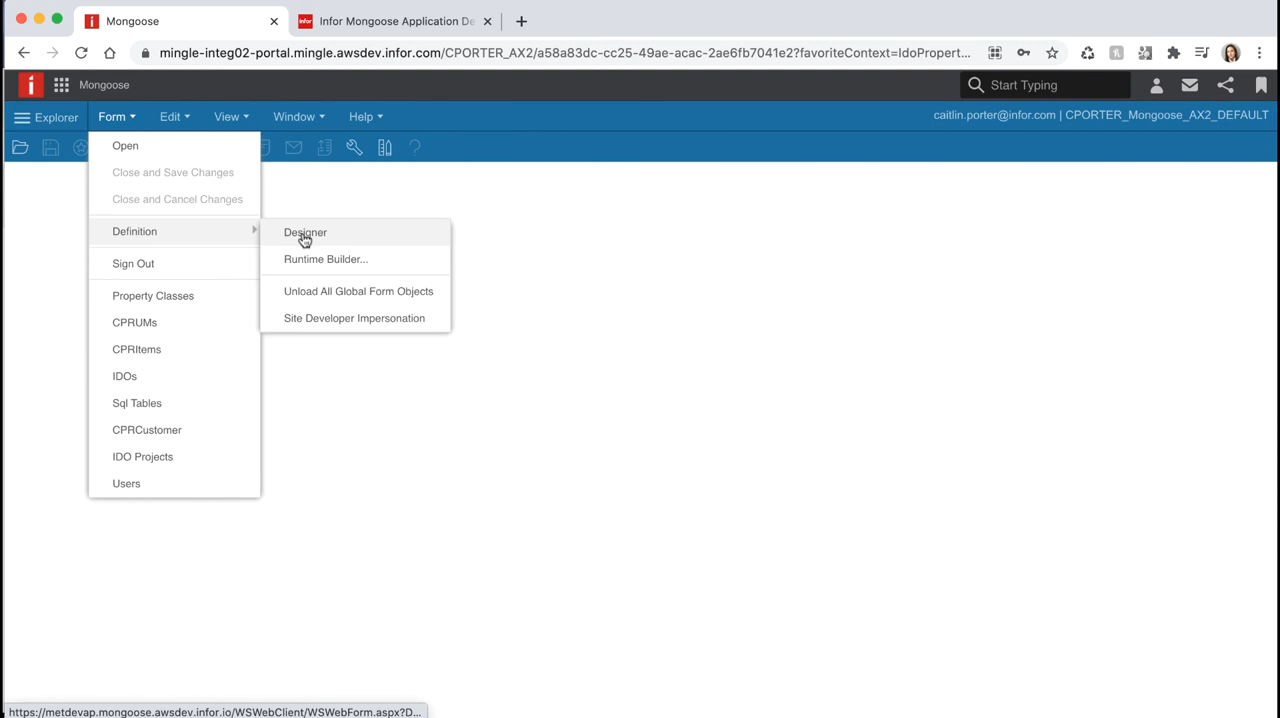 Mongoose
Infor Mongoose Application De
mingle-integ02-portal.mingle.awsdev.infor.com/CPORTER_AX2/a58a83dc-cc25-49ae-acac-2ae6fb7041e2?favoriteContext=IdoPropert...
Mongoose
Start Typing
Explorer
Form
Edit
View
Window
Help
caitlin.porter@infor.com | CPORTER_Mongoose_AX2_DEFAULT
Open
Close and Save Changes
Close and Cancel Changes
Definition
Designer
Runtime Builder...
Unload All Global Form Objects
Site Developer Impersonation
Sign Out
Property Classes
CPRUMs
CPRItems
IDOs
Sql Tables
CPRCustomer
IDO Projects
Users
https://metdevap.mongoose.awsdev.infor.io/WSWebClient/WSWebForm.aspx?D...